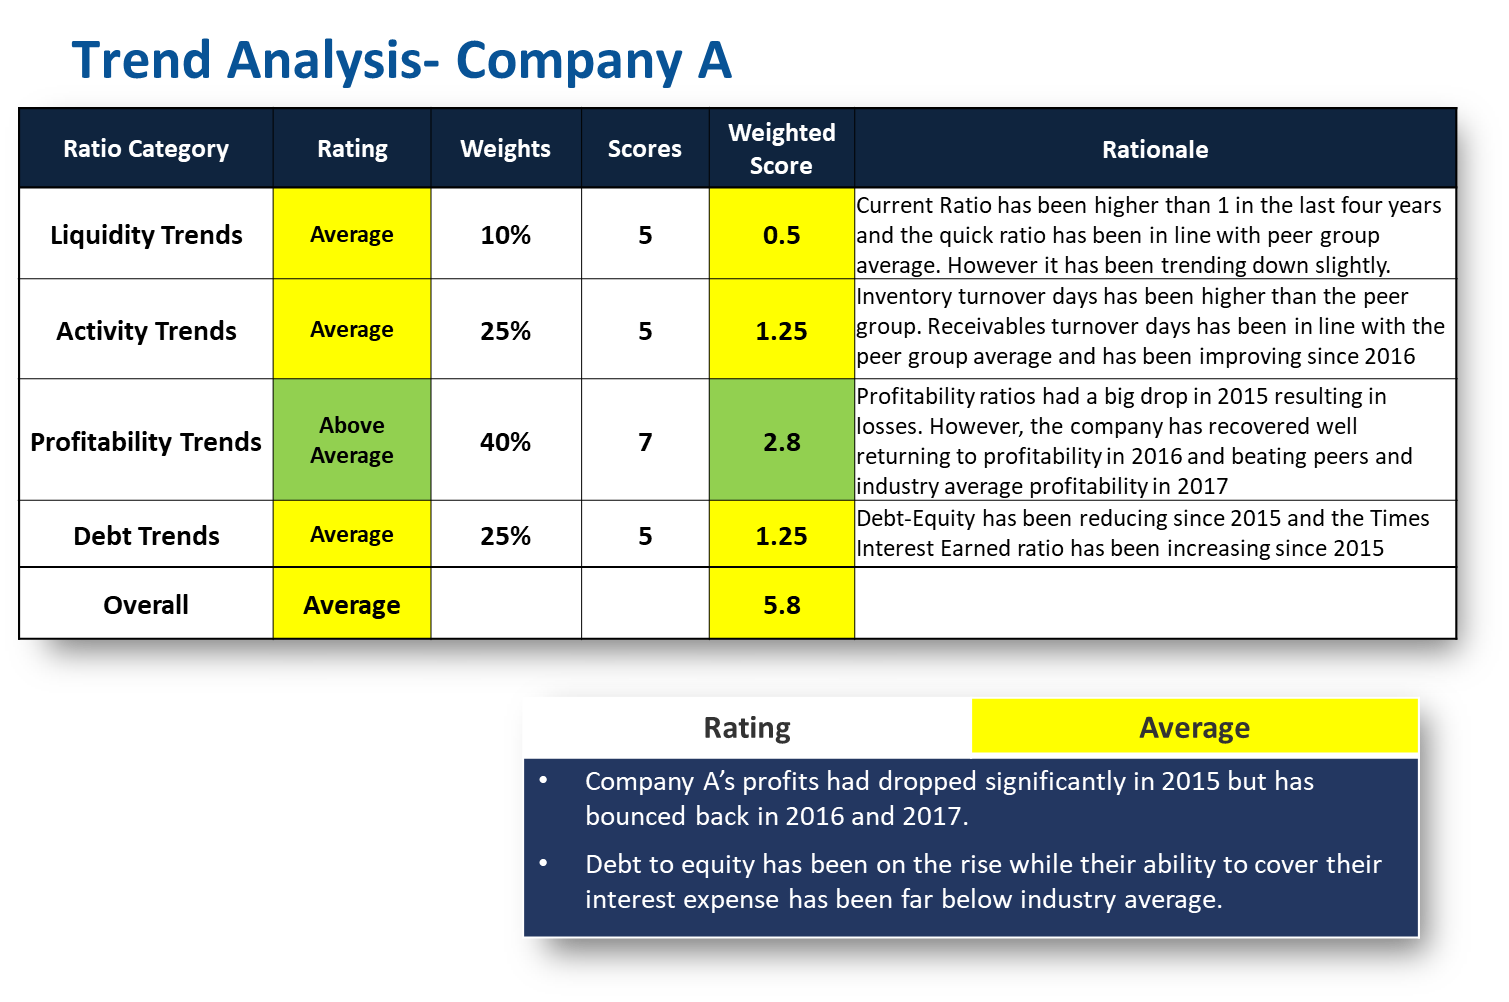 Trend Analysis- Company A
Ratio Category Rating Weights Scores Weighted Score Rationale
Liquidity Trends Average 10% 5 0.5
Current Ratio has been higher than 1 in the last four years
and the quick ratio has been in line with peer group
average. However it has been trending down slightly.
Activity Trends Average 25% 5 1.25
Inventory turnover days has been higher than the peer
group. Receivables turnover days has been in line with the
peer group average and has been improving since 2016
Profitability Trends Above Average 40% 7 2.8
Profitability ratios had a big drop in 2015 resulting in
losses. However, the company has recovered well
returning to profitability in 2016 and beating peers and
industry average profitability in 2017
Debt Trends Average 25% 5 1.25
Debt-Equity has been reducing since 2015 and the Times
Interest Earned ratio has been increasing since 2015
Overall Average 5.8
Rating Average
• Company A’s profits had dropped significantly in 2015 but has
bounced back in 2016 and 2017.
• Debt to equity has been on the rise while their ability to cover their
interest expense has been far below industry average.